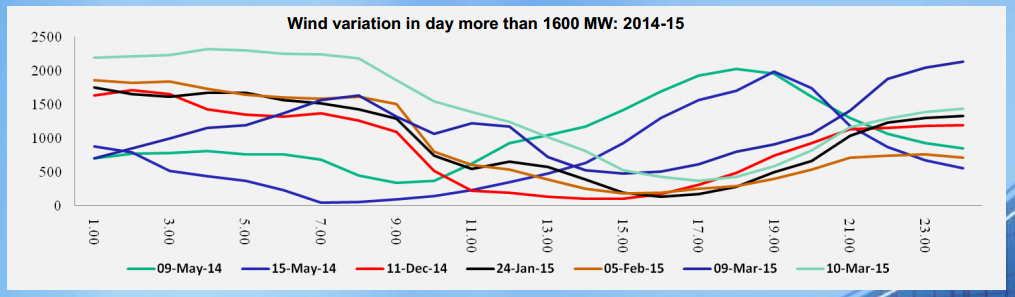 Wind variation in day more than 1600 MW: 2014-15
2500
2000
1500
1000
500
0
1.00 3.00 5.00 7.00 9.00 11.00 13.00 15.00 17.00 19.00 21.00 23.00
09-May-14 15-May-14 11-Dec-14 24-Jan-15 05-Feb-15 09-Mar-15 10-Mar-15